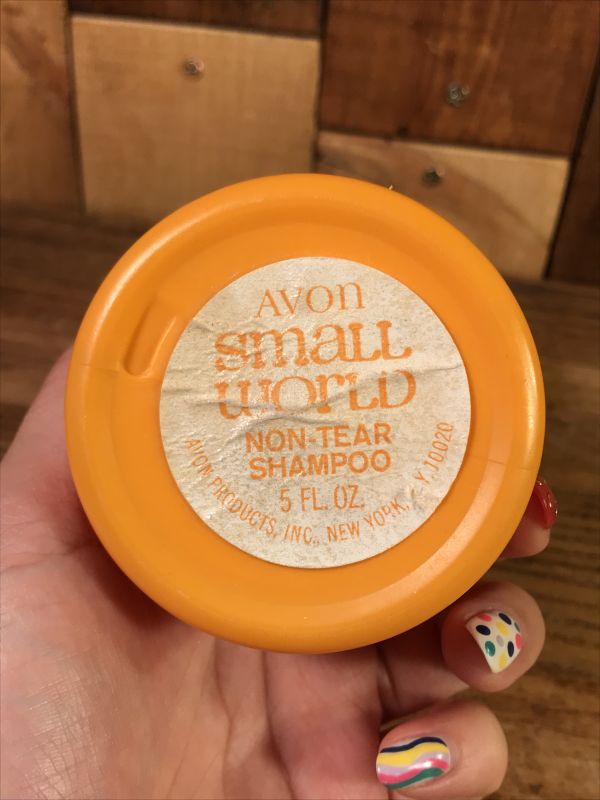 AVON
small
world
NON-TEAR
SHAMPOO
5 FL. OZ.
AVON PRODUCTS, INC., NEW YORK, N.Y. 10020